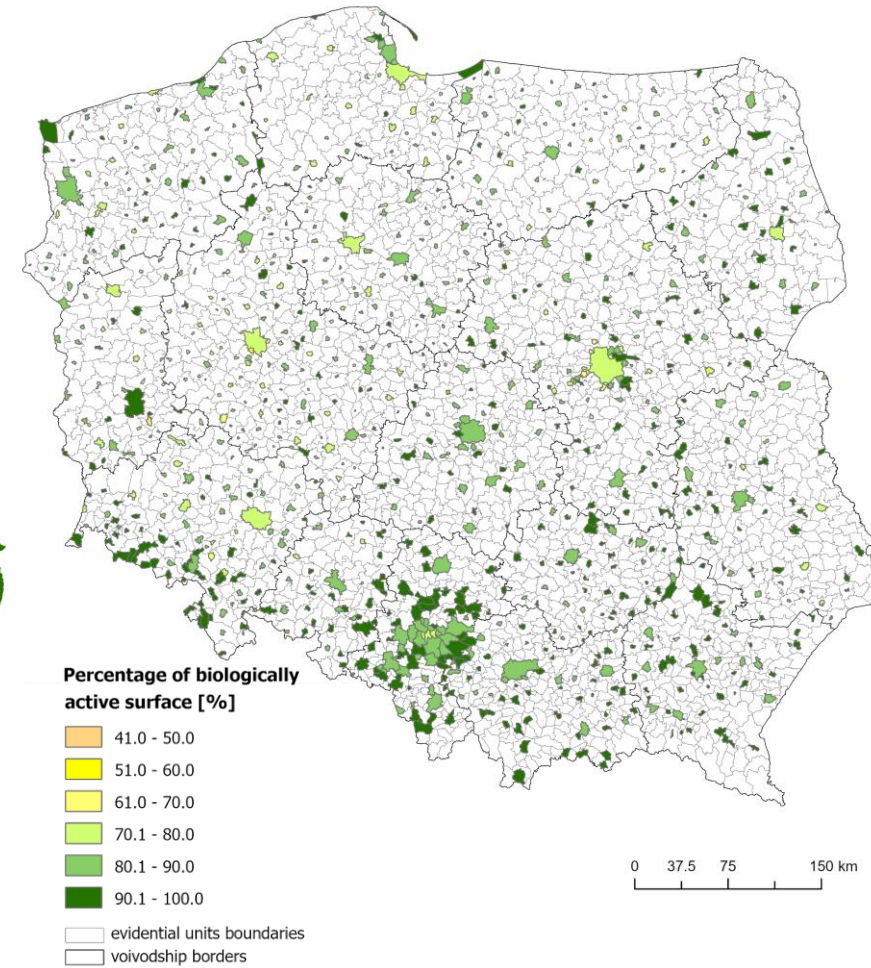 Percentage of biologically
active surface [%]
41.0 - 50.0
51.0 - 60.0
61.0 - 70.0
70.1 - 80.0
80.1 - 90.0
90.1 - 100.0
evidential units boundaries
voivodship borders
0 37.5 75 150 km